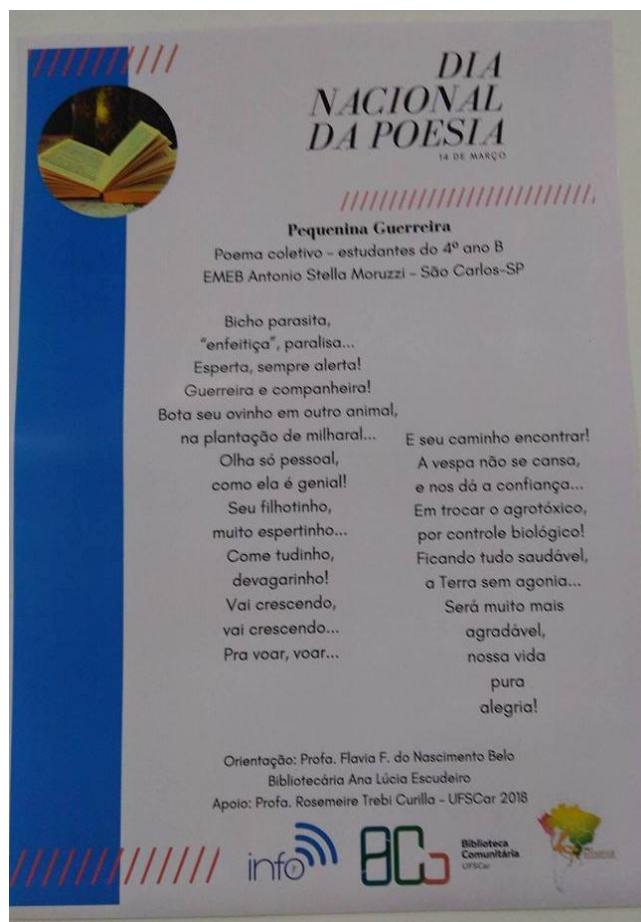 DIA
NACIONAL
DA POESIA
14 DE MARÇO
Pequenina Guerreira
Poema coletivo - estudantes do 4º ano B
EMEB Antonio Stella Moruzzi - São Carlos-SP
Bicho parasita,
"enfeitiça", paralisa...
Esperta, sempre alerta!
Guerreira e companheira!
Bota seu ovinho em outro animal,
na plantação de milharal...
Olha só pessoal,
como ela é genial!
Seu filhotinho,
muito espertinho...
Come tudinho,
devagarinho!
Vai crescendo,
vai crescendo...
Pra voar, voar...
E seu caminho encontrar!
A vespa não se cansa,
e nos dá a confiança...
Em trocar o agrotóxico,
por controle biológico!
Ficando tudo saudável,
a Terra sem agonia...
Será muito mais
agradável,
nossa vida
pura
alegria!
Orientação: Profa. Flavia F. do Nascimento Belo
Bibliotecária Ana Lúcia Escudeiro
Apoio: Profa. Rosemeire Trebi Curilla - UFSCar 2018
info
BCo
Biblioteca
Comunitária
UFSCar